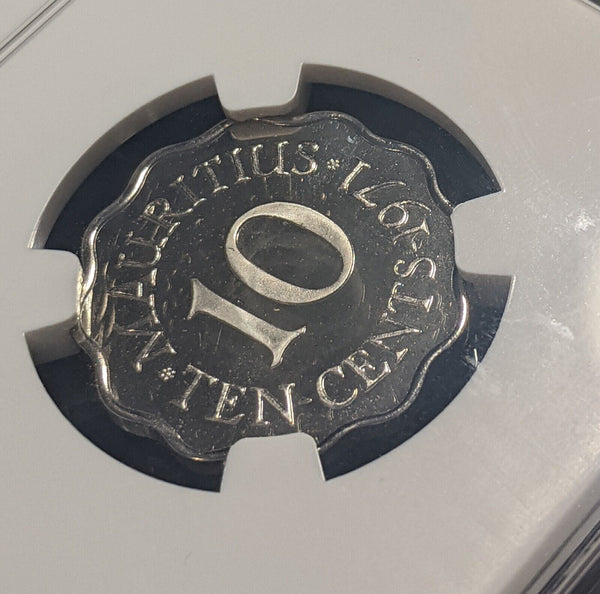 MAURITIUS * 1971 *
TEN CENTS *
10